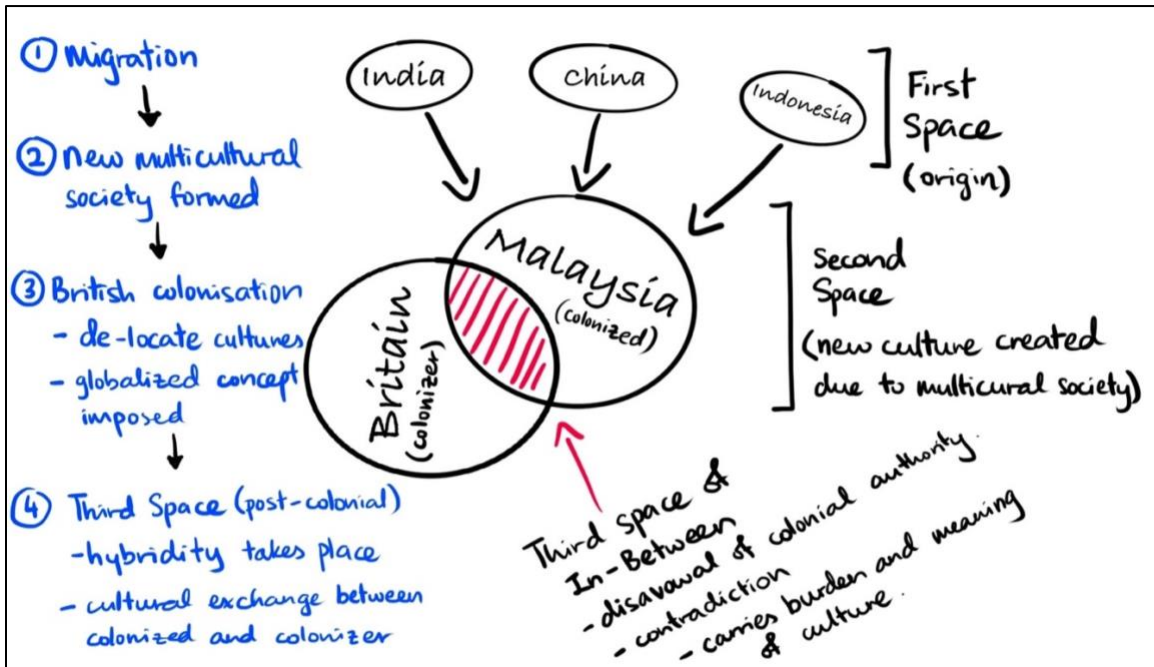 ① Migration
② New multicultural
society formed
③ British colonisation
- de-locate cultures
- globalized concept
imposed
④ Third Space (post-colonial)
- hybridity takes place
- cultural exchange between
colonized and colonizer
India
China
Indonesia
First
Space
(origin)
Malaysia
(colonized)
Britain
(colonizer)
Second
Space
(new culture created
due to multicural society)
Third space &
In-Between
- disavowal of colonial authority.
- contradiction
- carries burden and meaning
of culture.